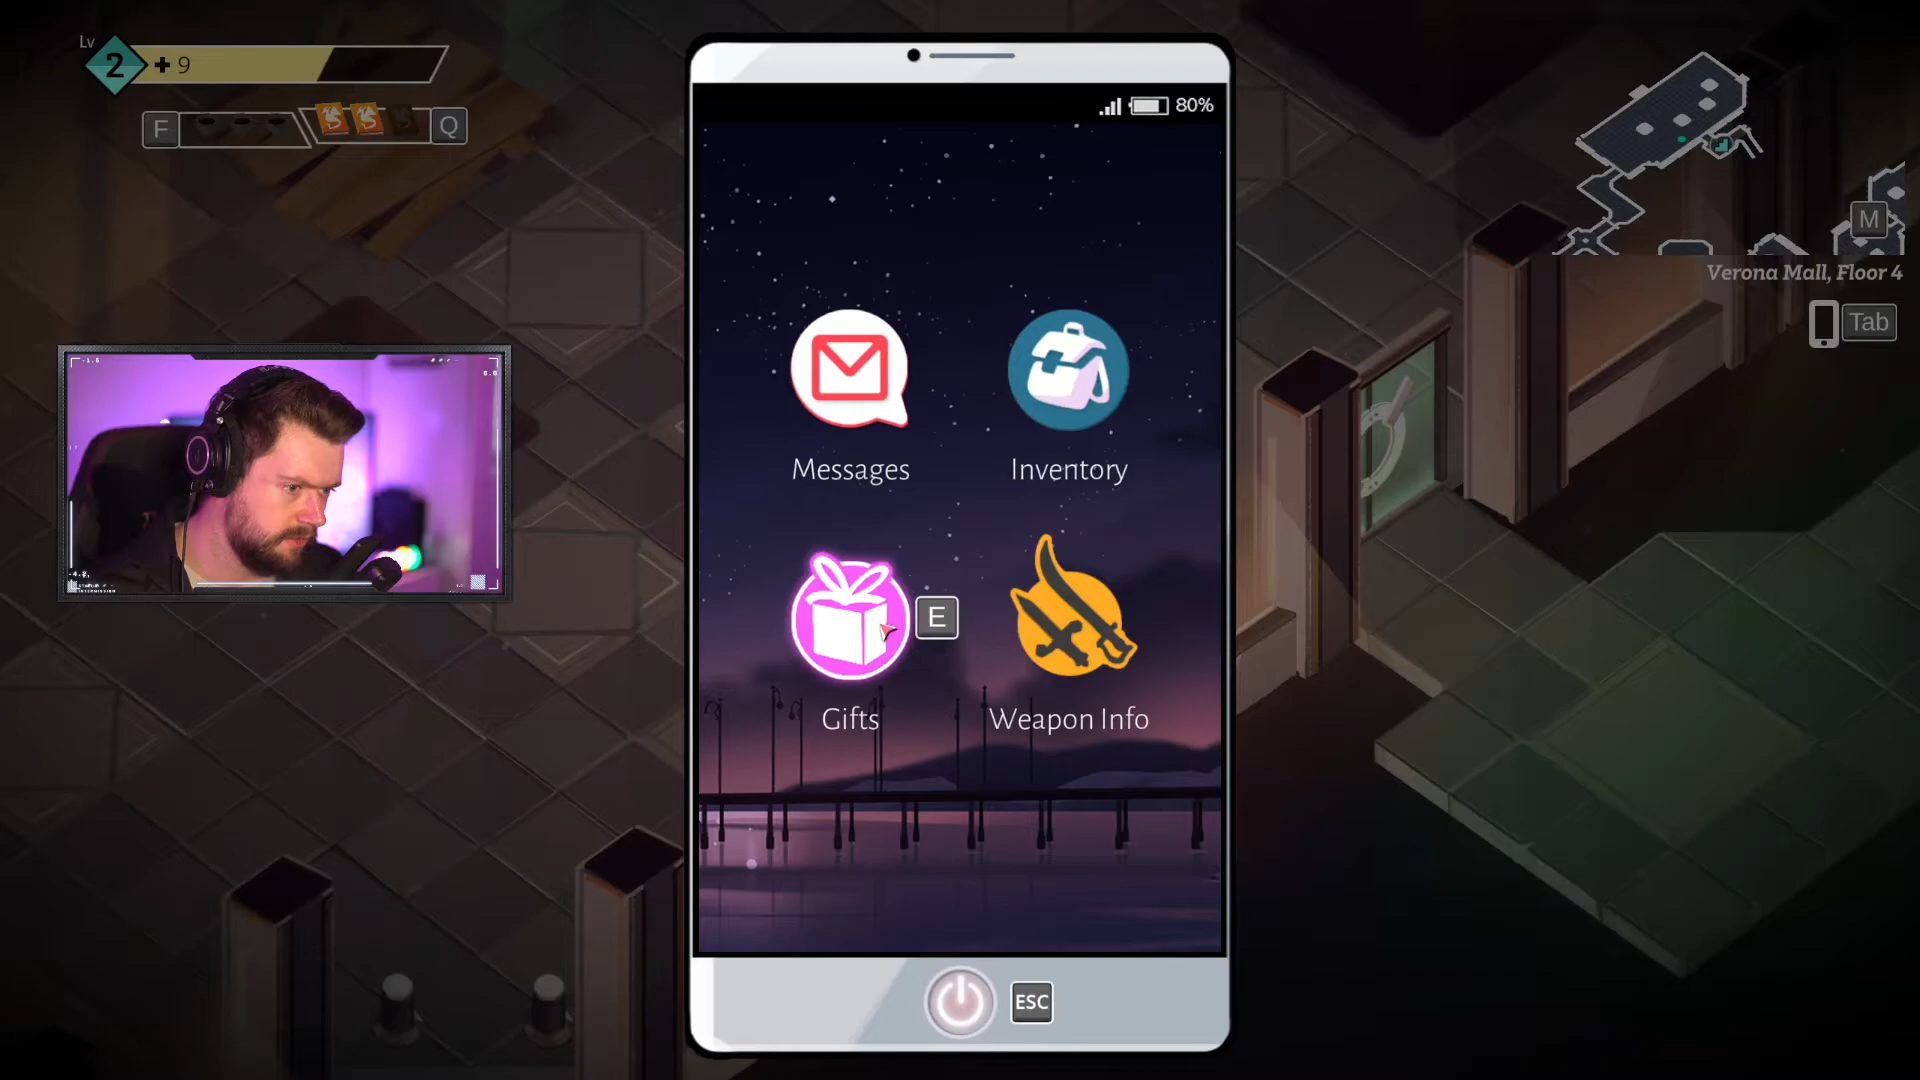 Lv
2 + 9
F
Q
80%
Messages
Inventory
E
Gifts
Weapon Info
ESC
M
Verona Mall, Floor 4
Tab